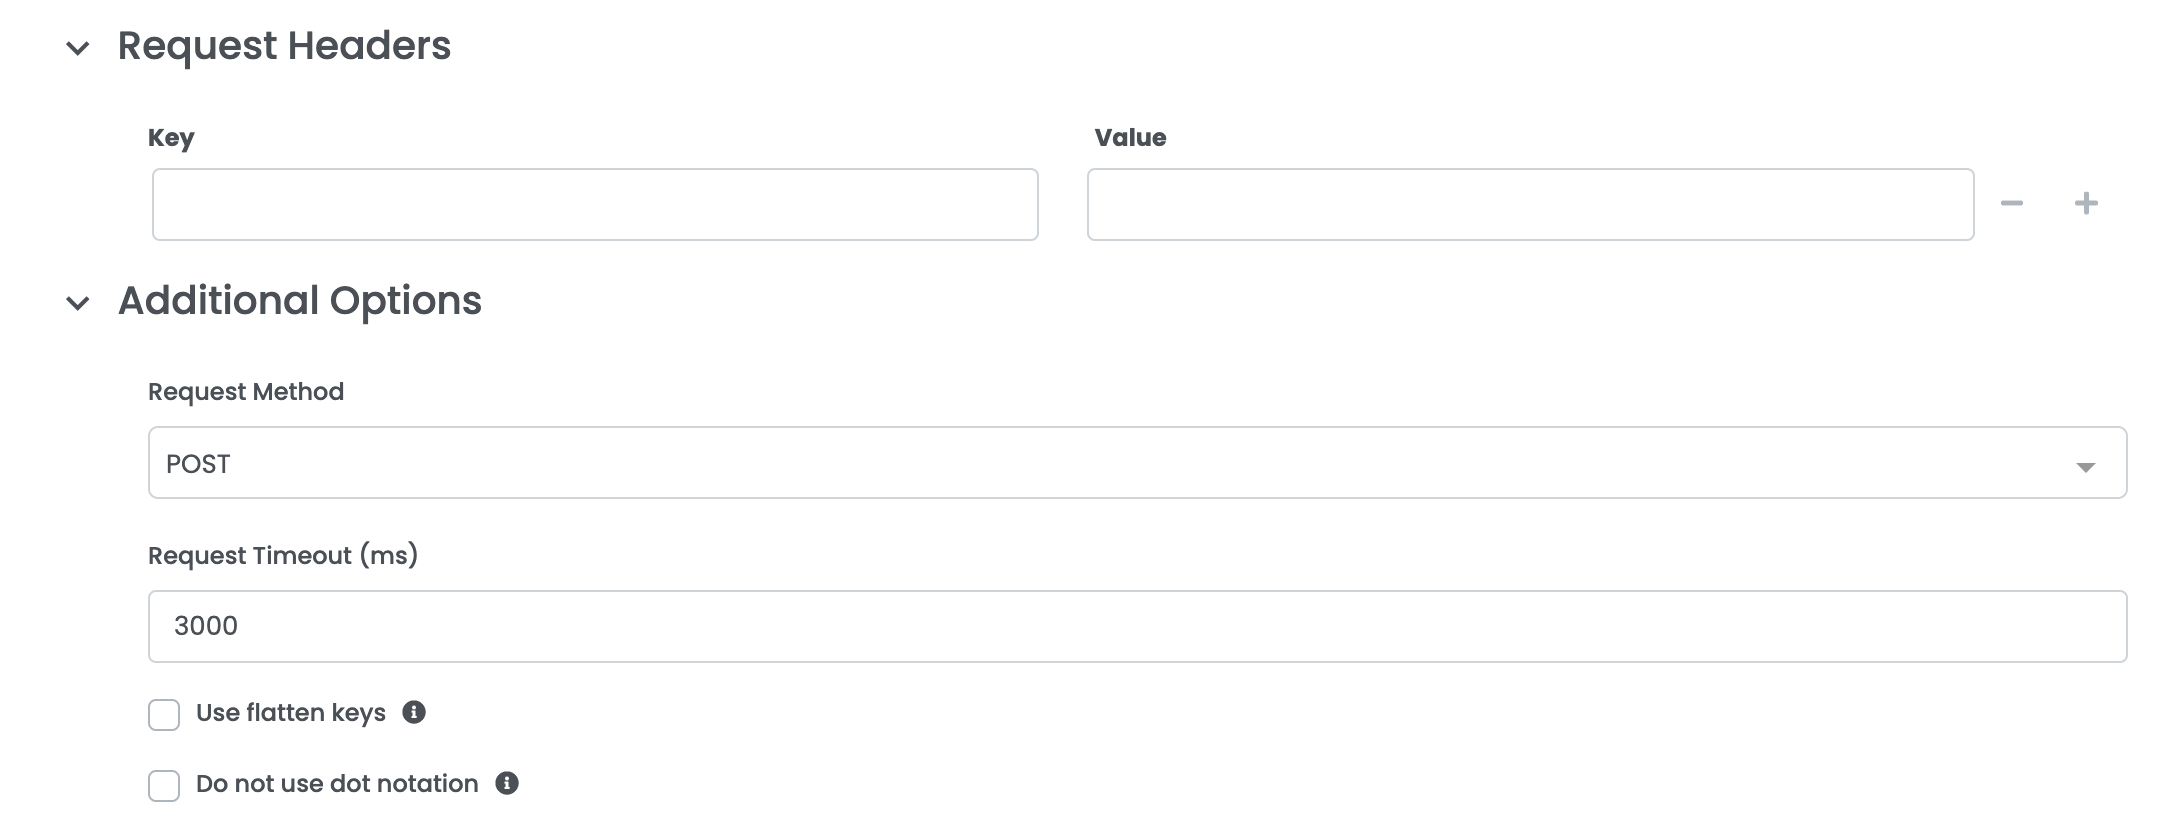 Request Headers
Key Value
Additional Options
Request Method
POST
Request Timeout (ms)
3000
Use flatten keys
Do not use dot notation